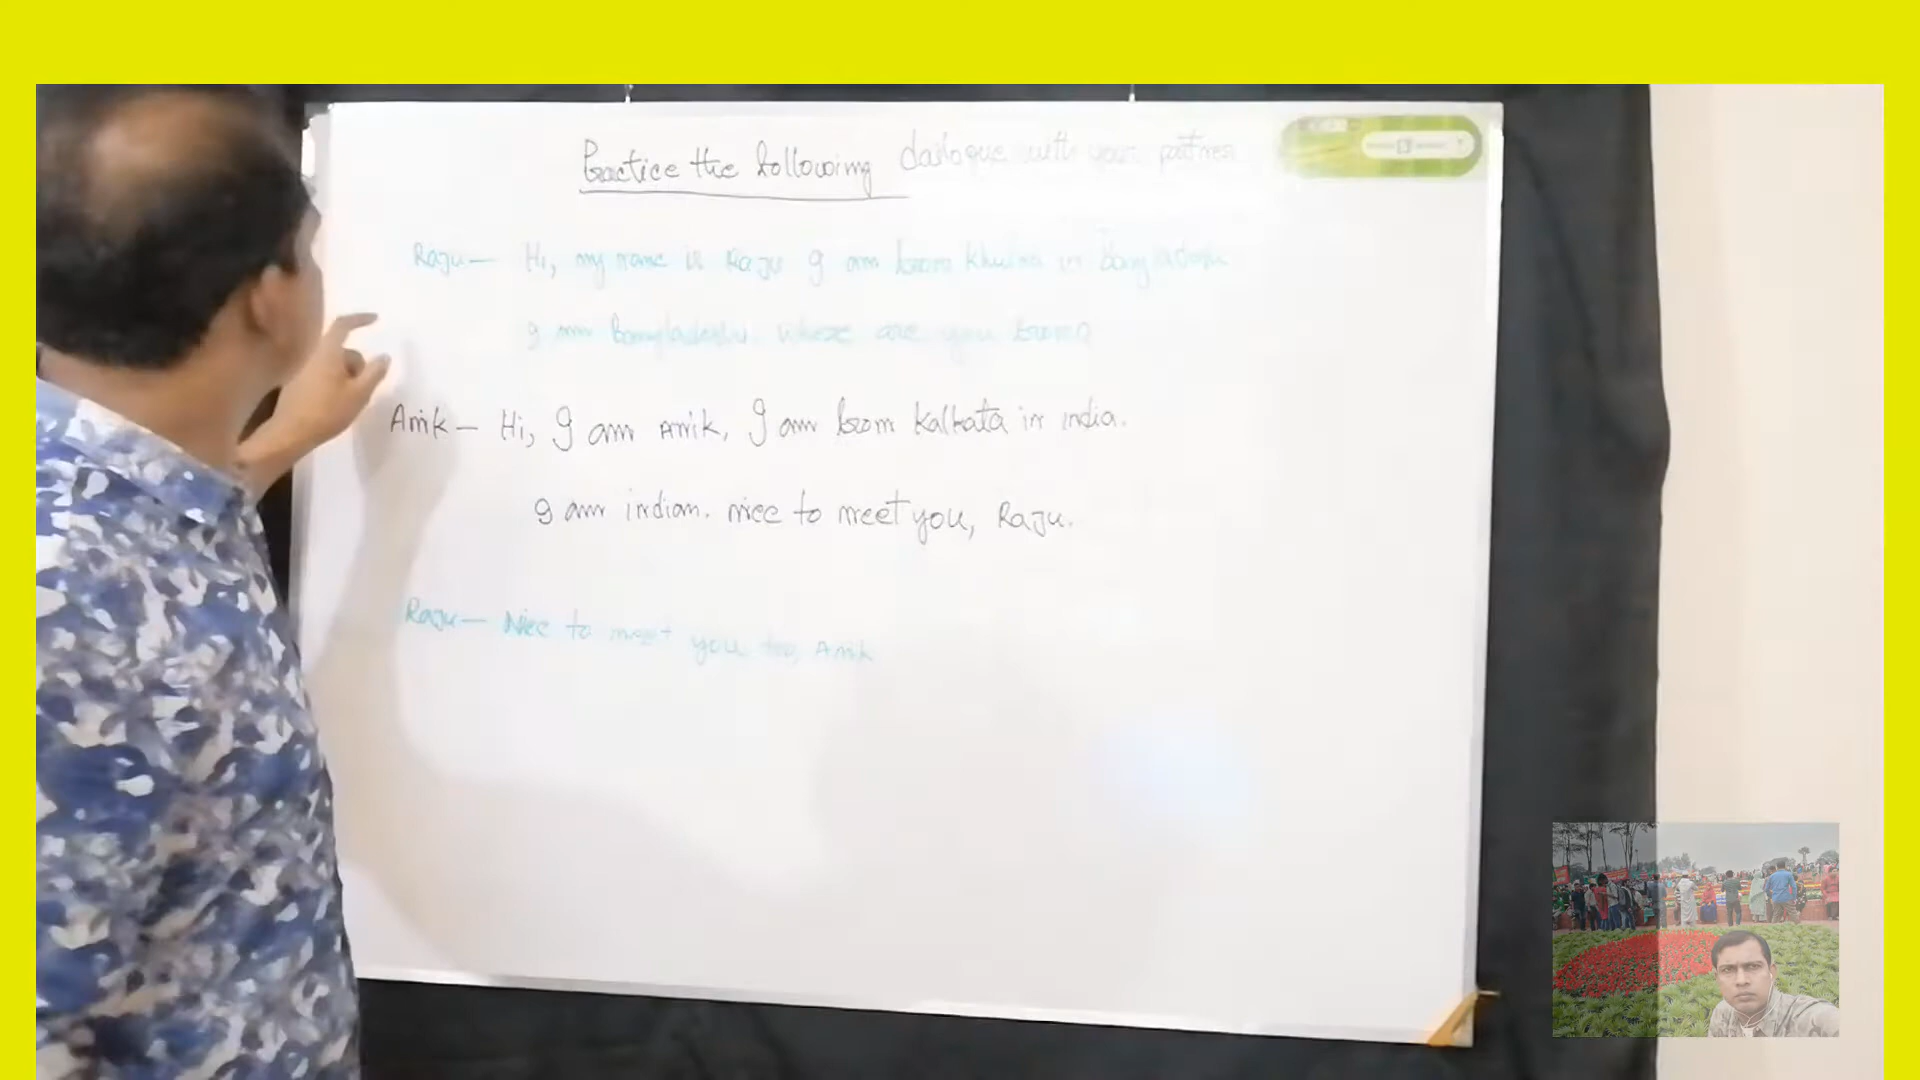 Practice the following dailogue with your partner
Raju — Hi, my name is Raju I am from khulna in Bangladesh
I am Bangladeshi. where are you from?
Anik — Hi, I am Anik, I am from Kalkata in india.
I am indian. nice to meet you, Raju.
Raju — Nice to meet you too, Anik